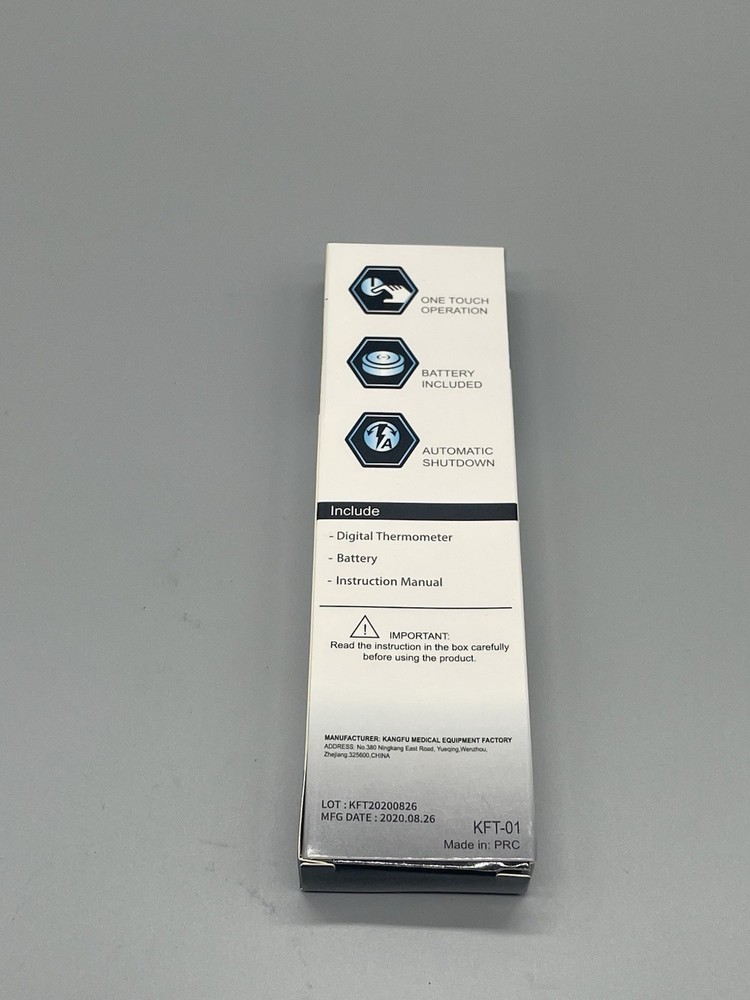 ONE TOUCH
OPERATION
BATTERY
INCLUDED
A
AUTOMATIC
SHUTDOWN
Include
- Digital Thermometer
- Battery
- Instruction Manual
!
IMPORTANT:
Read the instruction in the box carefully
before using the product.
MANUFACTURER: KANGFU MEDICAL EQUIPMENT FACTORY
ADDRESS: No.380 Ningkang East Road, Yueqing,Wenzhou,
Zhejiang.325600,CHINA
LOT : KFT20200826
MFG DATE : 2020.08.26
KFT-01
Made in: PRC